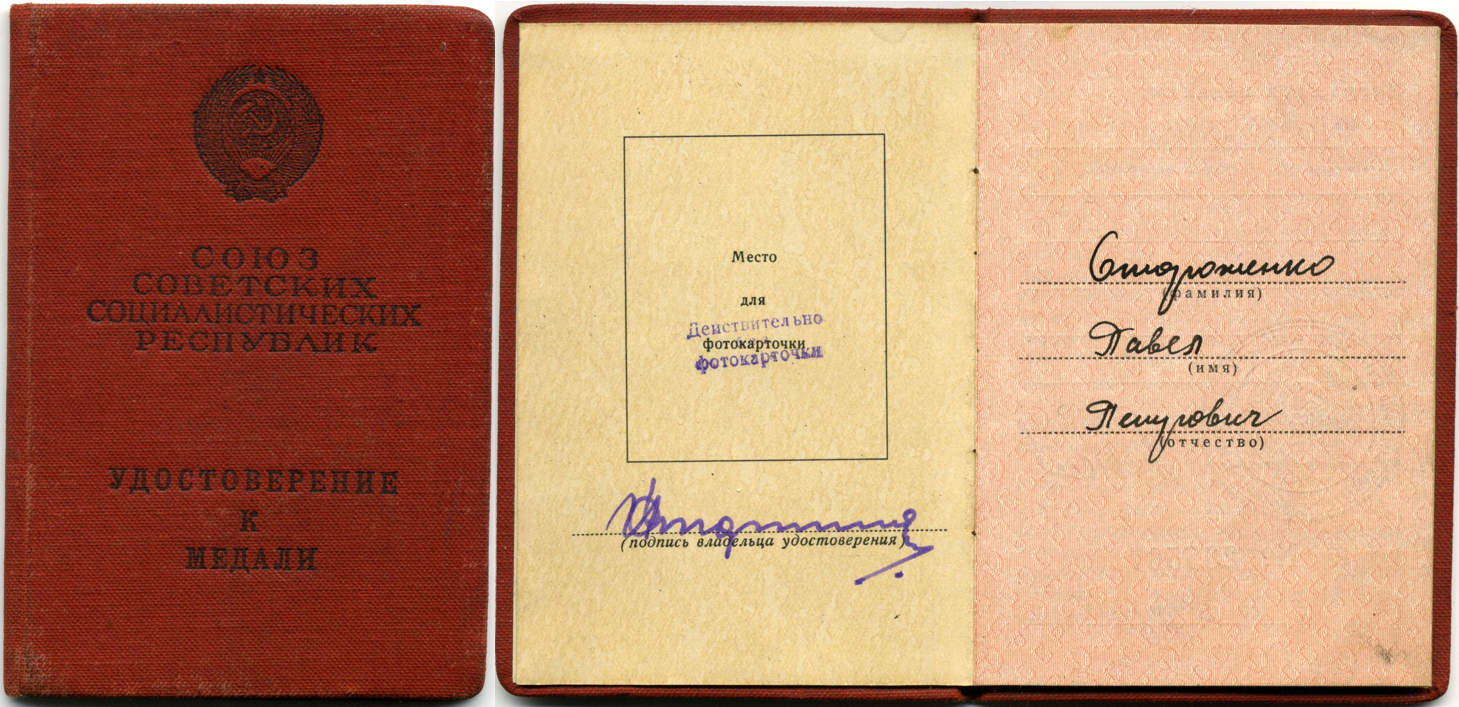 СОЮЗ
СОВЕТСКИХ
СОЦИАЛИСТИЧЕСКИХ
РЕСПУБЛИК
УДОСТОВЕРЕНИЕ
К
МЕДАЛИ
Место
для
Действительно
фотокарточки
фотокарточки
(подпись владельца удостоверения)
Стороженко
(фамилия)
Павел
(имя)
Петрович
(отчество)